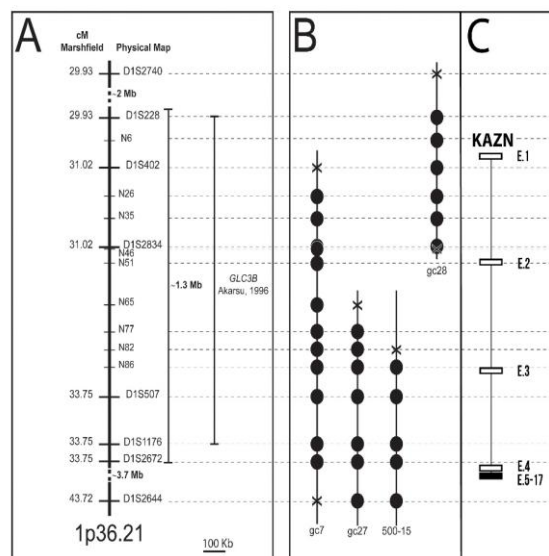 A
cM
Marshfield
Physical Map
29.93 D1S2740
~2 Mb
29.93 D1S228
N6
31.02 D1S402
N26
N35
31.02 D1S2834
N46
N51
N65
N77
N82
N86
33.75 D1S507
33.75 D1S1176
33.75 D1S2672
~3.7 Mb
43.72 D1S2644
1p36.21
100 Kb
~1.3 Mb
GLC3B
Akarsu, 1996
B
gc28
gc7 gc27 500-15
C
KAZN
E.1
E.2
E.3
E.4
E.5-17